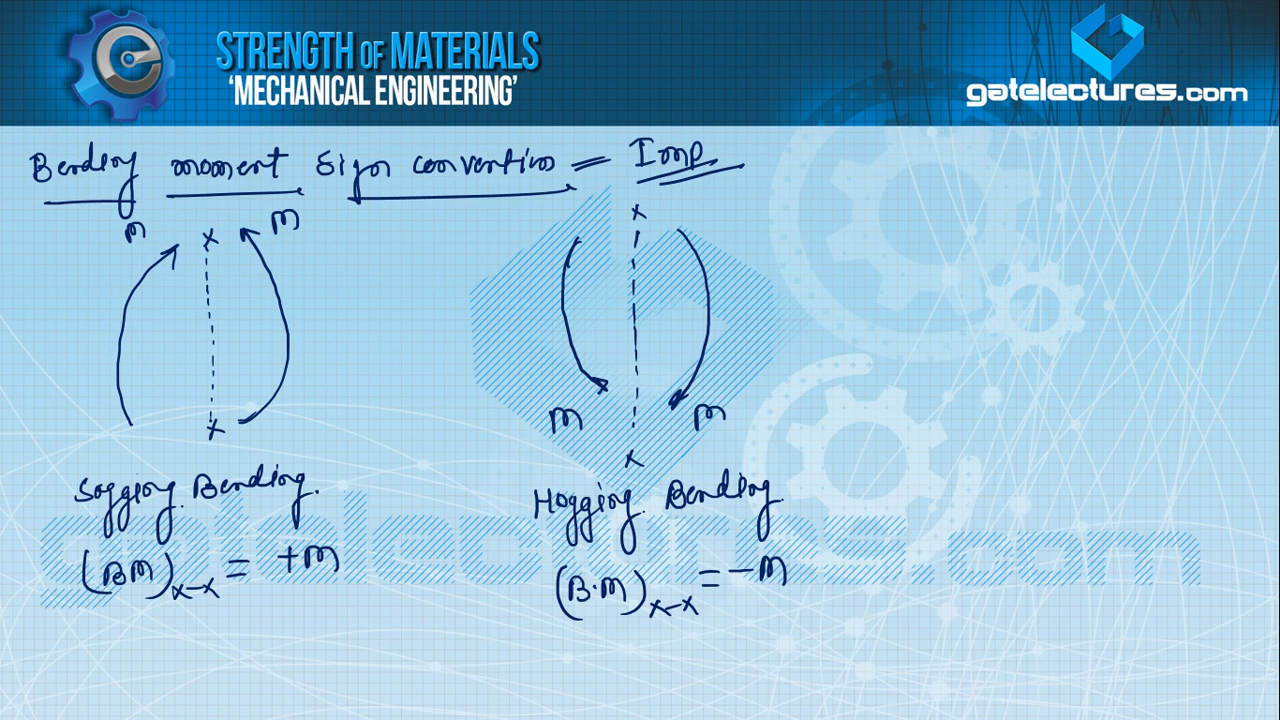 STRENGTH OF MATERIALS
'MECHANICAL ENGINEERING'
gatelectures.com
Bending moment Sign convention = Imp.
M x M
x
x
x
M M
x
Sagging Bending.
Hogging Bending.
gatelectures.com
(BM)x-x = +M
(B.M)x-x = -M